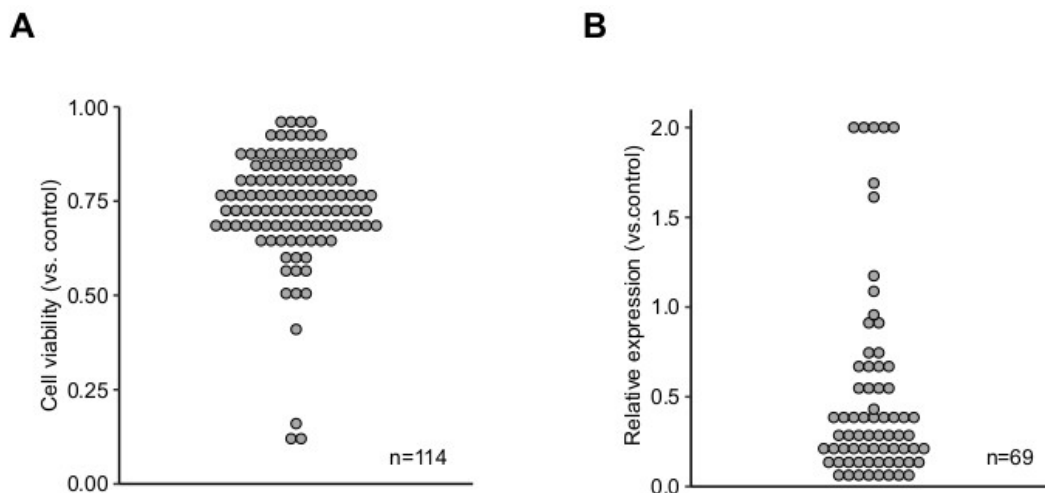 A
Cell viability (vs. control)
1.00
0.75
0.50
0.25
0.00
n=114
B
Relative expression (vs.control)
2.0
1.5
1.0
0.5
0.0
n=69